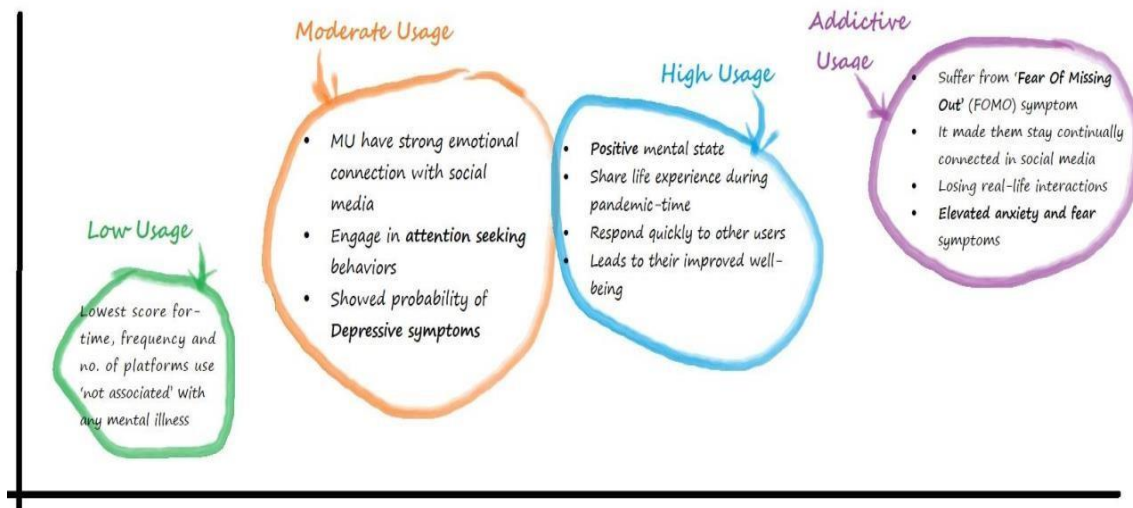 Low Usage
Lowest score for-
time, frequency and
no. of platforms use
'not associated' with
any mental illness
Moderate Usage
• MU have strong emotional
connection with social
media
• Engage in attention seeking
behaviors
• Showed probability of
Depressive symptoms
High Usage
• Positive mental state
• Share life experience during
pandemic-time
• Respond quickly to other users
• Leads to their improved well-
being
Addictive
Usage
• Suffer from 'Fear Of Missing
Out' (FOMO) symptom
• It made them stay continually
connected in social media
• Losing real-life interactions
• Elevated anxiety and fear
symptoms